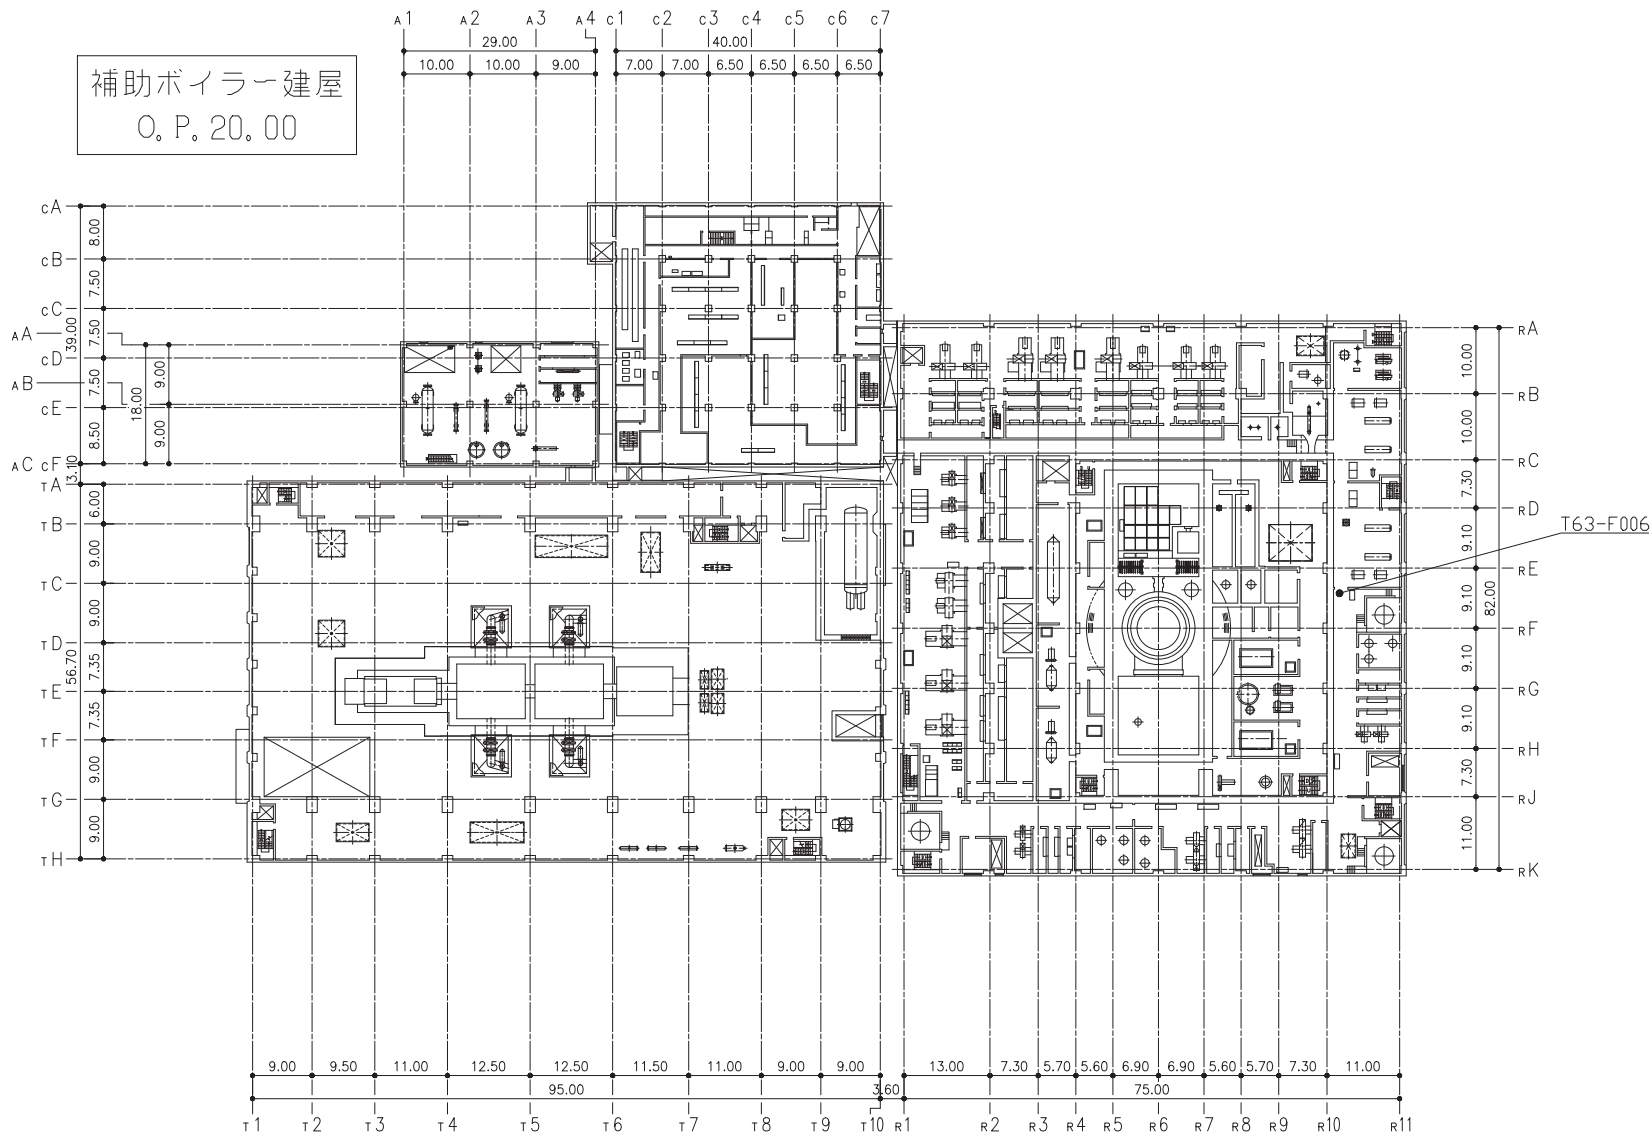 A1 A2 A3 A4 C1 C2 C3 C4 C5 C6 C7
29.00 40.00
10.00 10.00 9.00 7.00 7.00 6.50 6.50 6.50 6.50
補助ボイラー建屋
O.P.20.00
CA
8.00
CB
7.50
CC
AA
39.00
7.50
CD
AB
7.50
CE
8.50
AC CF
18.00
9.00
9.00
3.10
TA
6.00
TB
9.00
TC
9.00
TD
7.35
56.70
TE
7.35
TF
9.00
TG
9.00
TH
RA
10.00
RB
10.00
RC
7.30
RD
9.10
T63-F006
RE
9.10
82.00
RF
9.10
RG
9.10
RH
7.30
RJ
11.00
RK
9.00 9.50 11.00 12.50 12.50 11.50 11.00 9.00 9.00 13.00 7.30 5.70 5.60 6.90 6.90 5.60 5.70 7.30 11.00
95.00 3.60 75.00
T1 T2 T3 T4 T5 T6 T7 T8 T9 T10 R1 R2 R3 R4 R5 R6 R7 R8 R9 R10 R11